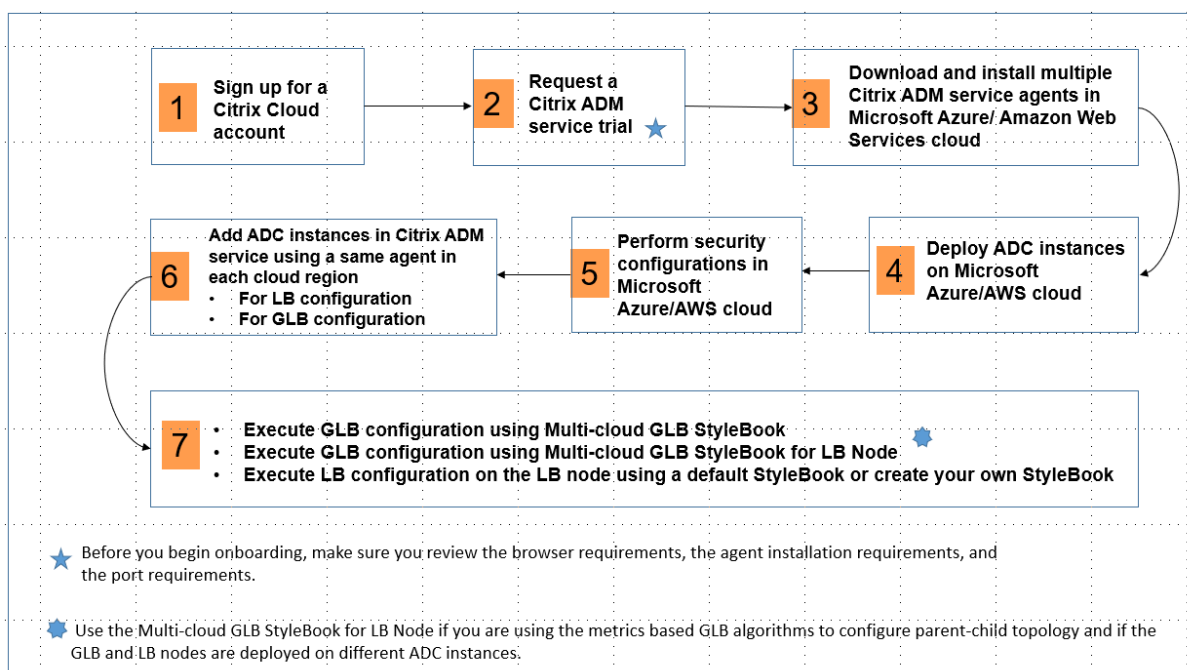 1
Sign up for a
Citrix Cloud
account
2
Request a
Citrix ADM
service trial
3
Download and install multiple
Citrix ADM service agents in
Microsoft Azure/ Amazon Web
Services cloud
4
Deploy ADC instances
on Microsoft
Azure/AWS cloud
5
Perform security
configurations in
Microsoft
Azure/AWS cloud
6
Add ADC instances in Citrix ADM
service using a same agent in
each cloud region
• For LB configuration
• For GLB configuration
7
• Execute GLB configuration using Multi-cloud GLB StyleBook
• Execute GLB configuration using Multi-cloud GLB StyleBook for LB Node
• Execute LB configuration on the LB node using a default StyleBook or create your own StyleBook
Before you begin onboarding, make sure you review the browser requirements, the agent installation requirements, and
the port requirements.
Use the Multi-cloud GLB StyleBook for LB Node if you are using the metrics based GLB algorithms to configure parent-child topology and if the
GLB and LB nodes are deployed on different ADC instances.